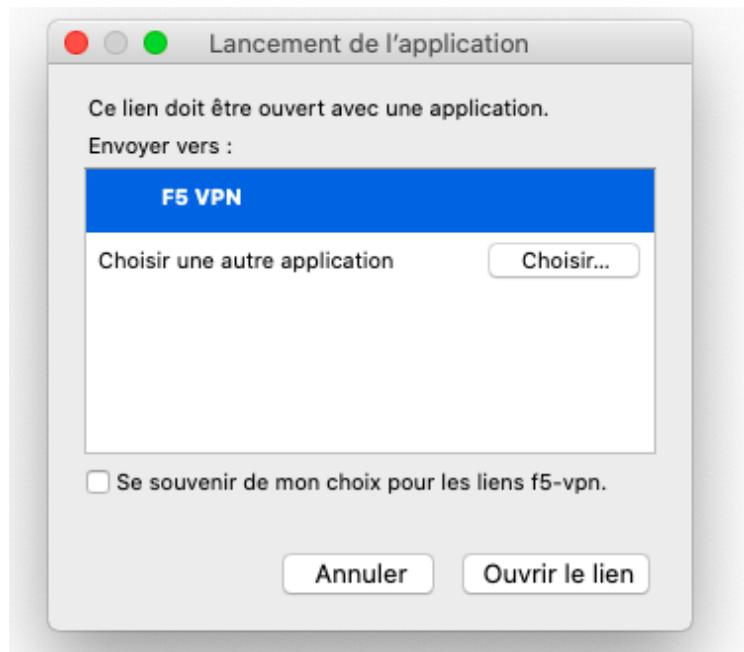 Lancement de l’application
Ce lien doit être ouvert avec une application.
Envoyer vers :
F5 VPN
Choisir une autre application Choisir...
Se souvenir de mon choix pour les liens f5-vpn.
Annuler Ouvrir le lien